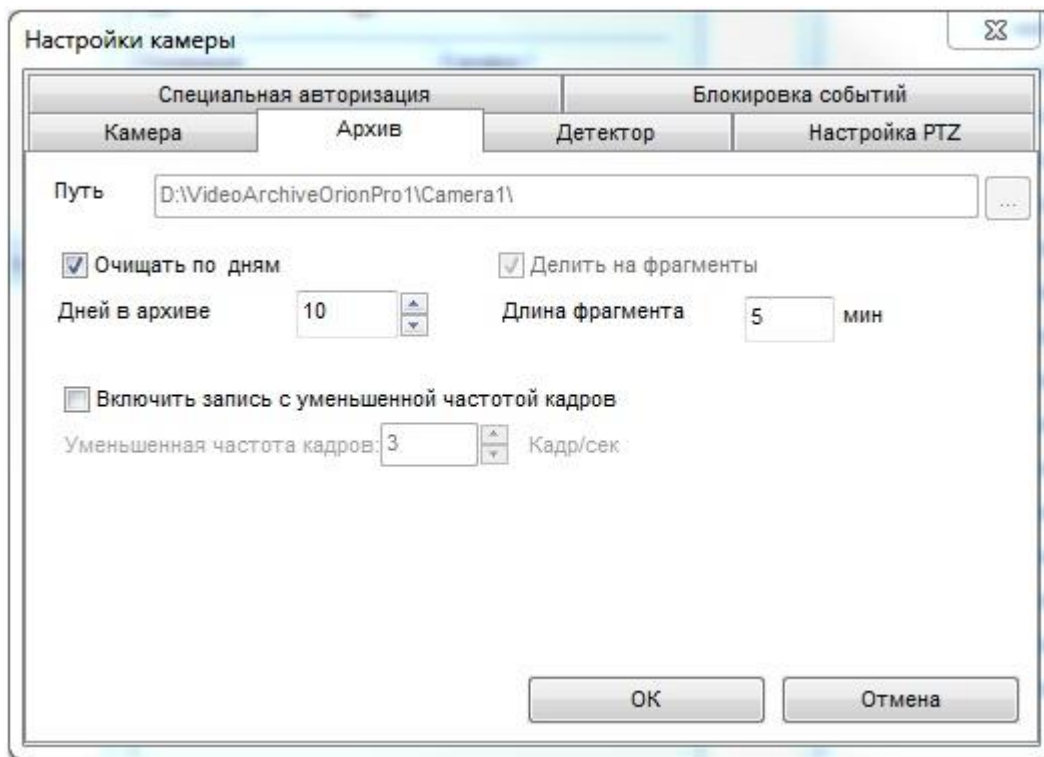 Настройки камеры
Специальная авторизация Блокировка событий
Камера Архив Детектор Настройка PTZ
Путь D:\VideoArchiveOrionPro1\Camera1\ ...
Очищать по дням Делить на фрагменты
Дней в архиве 10 Длина фрагмента 5 мин
Включить запись с уменьшенной частотой кадров
Уменьшенная частота кадров: 3 Кадр/сек
ОК Отмена